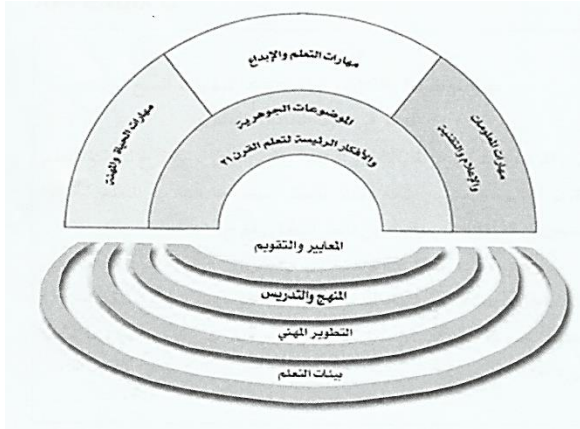 مهارات التعلم والإبداع
مهارات المعلومات
والإعلام والتقنية
الموضوعات الجوهرية
والأفكار الرئيسة لتعلم القرن ٢١
مهارات الحياة والمهنة
المعايير والتقويم
المنهج والتدريس
التطوير المهني
بيئات التعلم